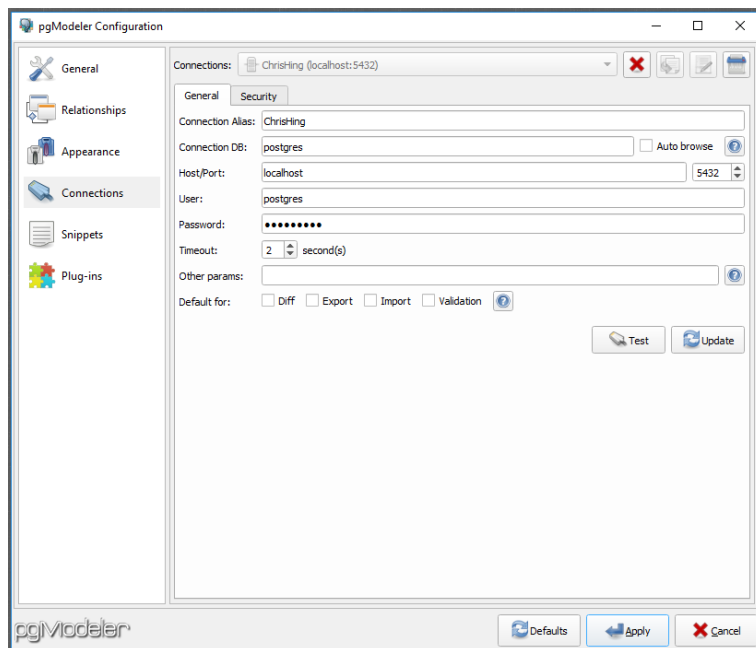 pgModeler Configuration
General
Relationships
Appearance
Connections
Snippets
Plug-ins
Connections: ChrisHing (localhost:5432)
General Security
Connection Alias: ChrisHing
Connection DB: postgres Auto browse
Host/Port: localhost 5432
User: postgres
Password: •••••••••
Timeout: 2 second(s)
Other params:
Default for: Diff Export Import Validation
Test Update
pgModeler
Defaults Apply Cancel